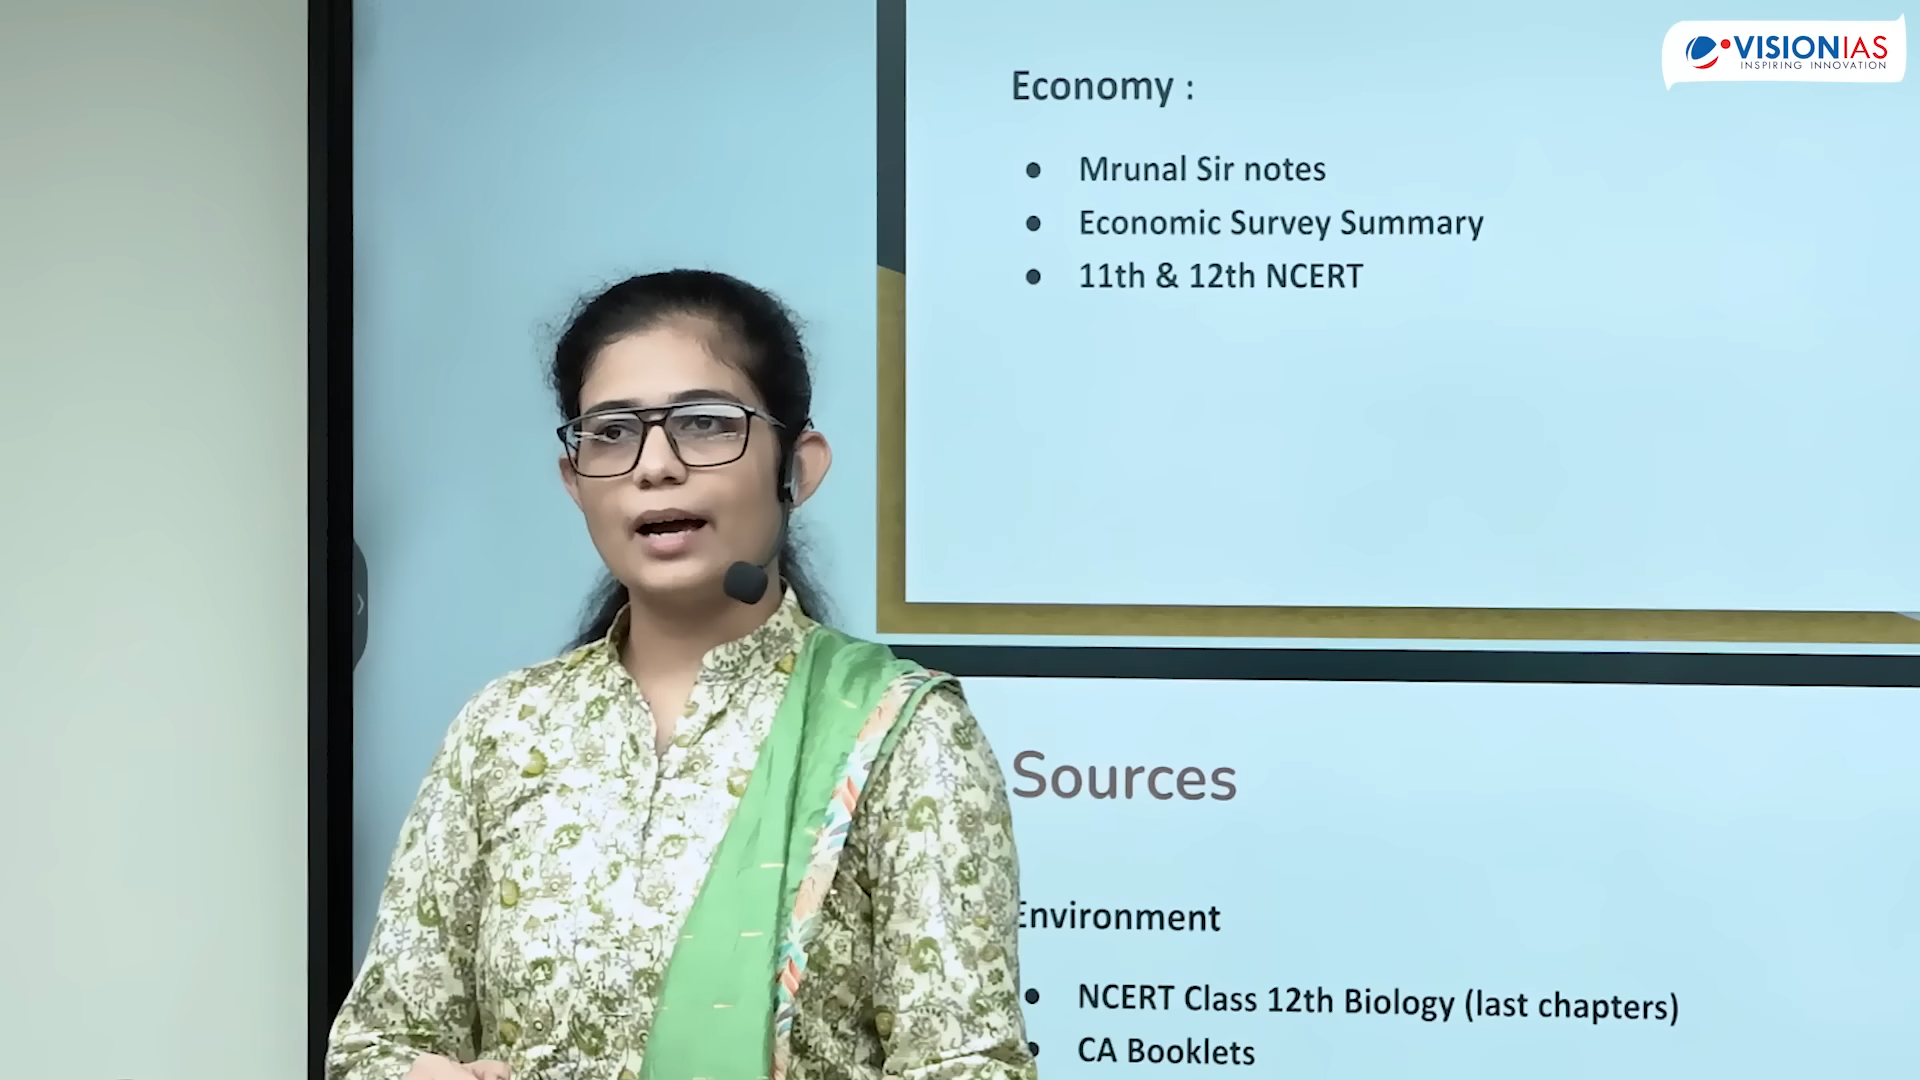 VISIONIAS
INSPIRING INNOVATION
Economy :
● Mrunal Sir notes
● Economic Survey Summary
● 11th & 12th NCERT
Sources
Environment
● NCERT Class 12th Biology (last chapters)
● CA Booklets